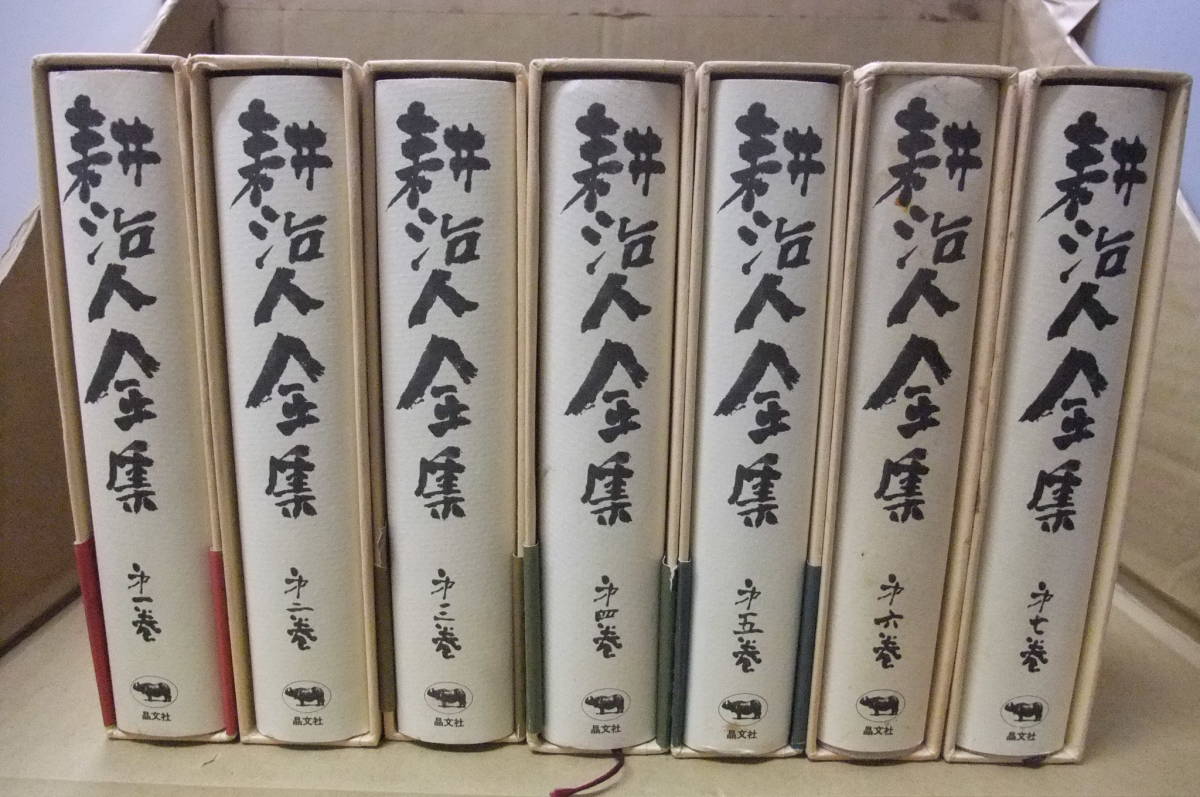 耕治人全集
第一巻
晶文社
耕治人全集
第二巻
晶文社
耕治人全集
第三巻
晶文社
耕治人全集
第四巻
晶文社
耕治人全集
第五巻
晶文社
耕治人全集
第六巻
晶文社
耕治人全集
第七巻
晶文社